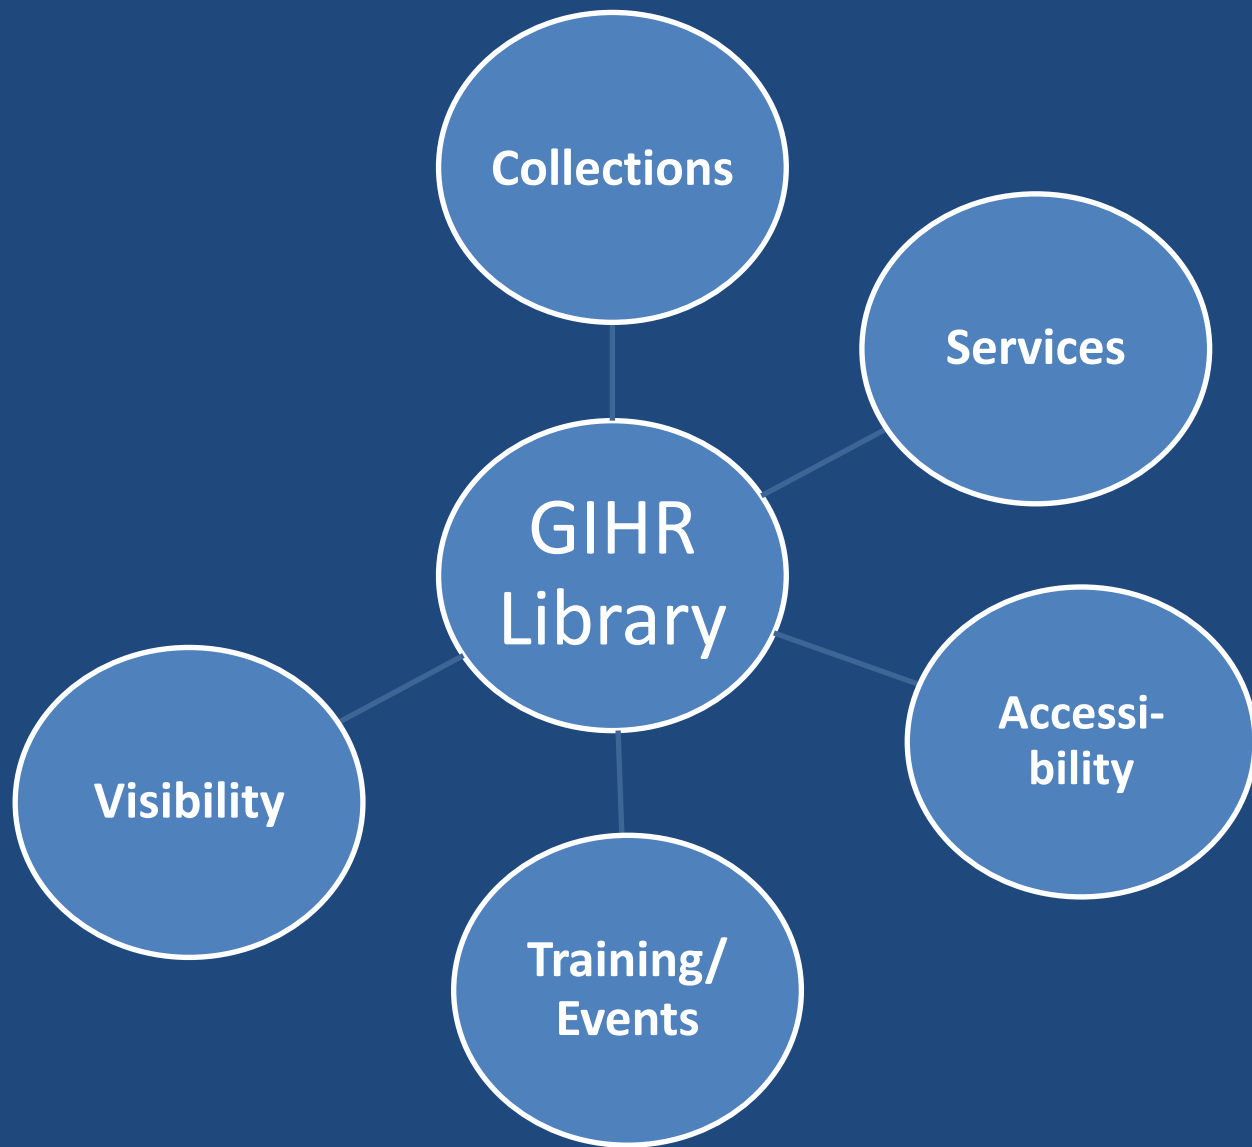 Collections
Services
GIHR
Library
Accessi-
bility
Visibility
Training/
Events